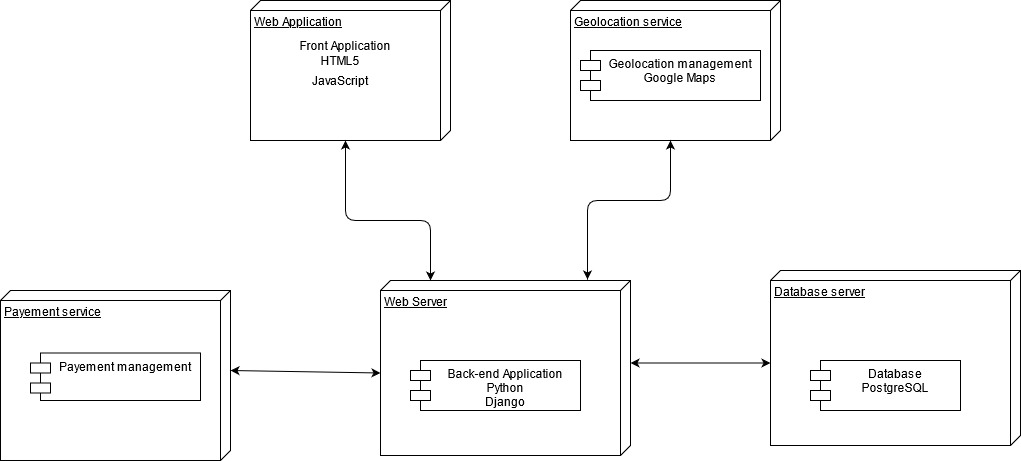 Web Application
Front Application
HTML5
JavaScript
Geolocation service
Geolocation management
Google Maps
Payement service
Payement management
Web Server
Back-end Application
Python
Django
Database server
Database
PostgreSQL